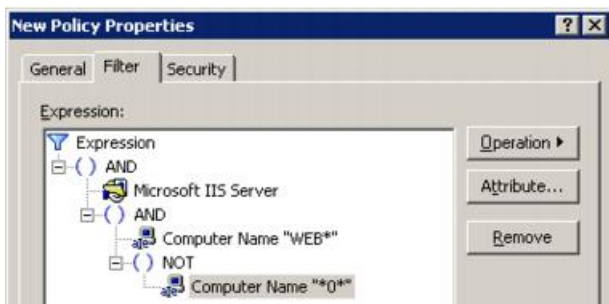 New Policy Properties
General Filter Security
Expression:
Expression
( ) AND
Microsoft IIS Server
( ) AND
Computer Name "WEB*"
( ) NOT
Computer Name "*0*"
Operation
Attribute...
Remove